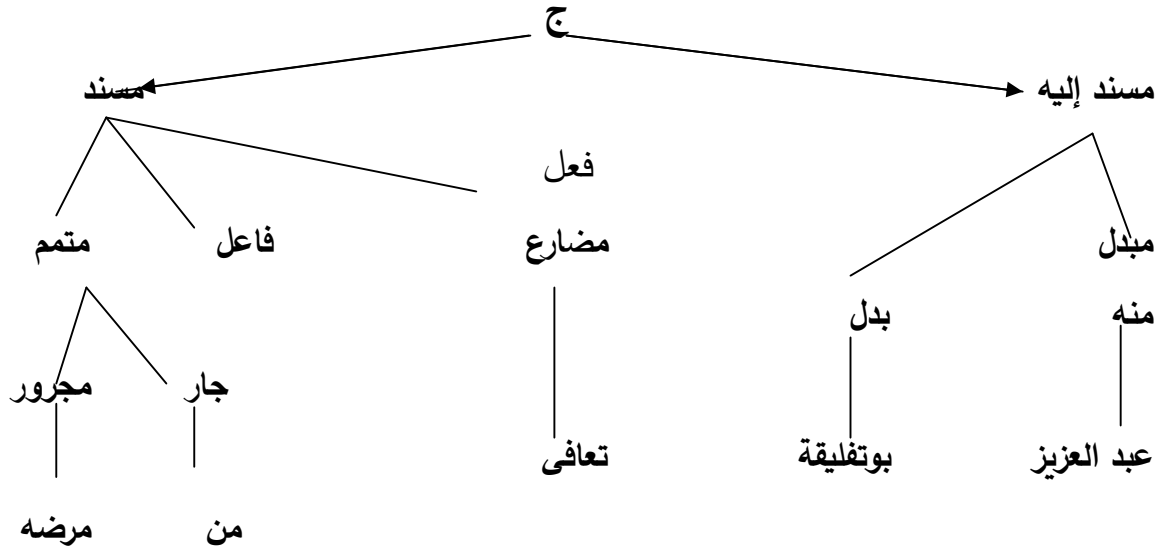 ج
مسند إليه
مسند
فعل
مضارع
مبدل
منه
فاعل
متمم
بدل
جار
مجرور
عبد العزيز
بوتفليقة
تعافى
من
مرضه